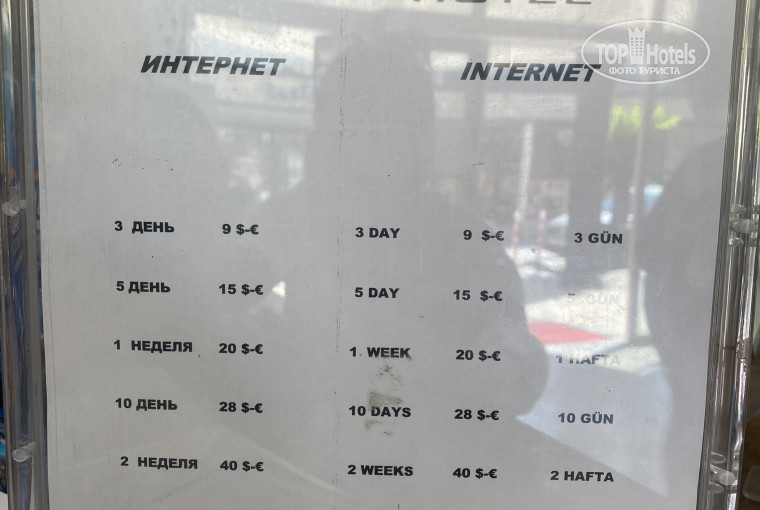 HOTEL
TOP Hotels
ФОТО ТУРИСТА
ИНТЕРНЕТ İNTERNET
3 ДЕНЬ 9 $-€ 3 DAY 9 $-€ 3 GÜN
5 ДЕНЬ 15 $-€ 5 DAY 15 $-€ 5 GÜN
1 НЕДЕЛЯ 20 $-€ 1 WEEK 20 $-€ 1 HAFTA
10 ДЕНЬ 28 $-€ 10 DAYS 28 $-€ 10 GÜN
2 НЕДЕЛЯ 40 $-€ 2 WEEKS 40 $-€ 2 HAFTA